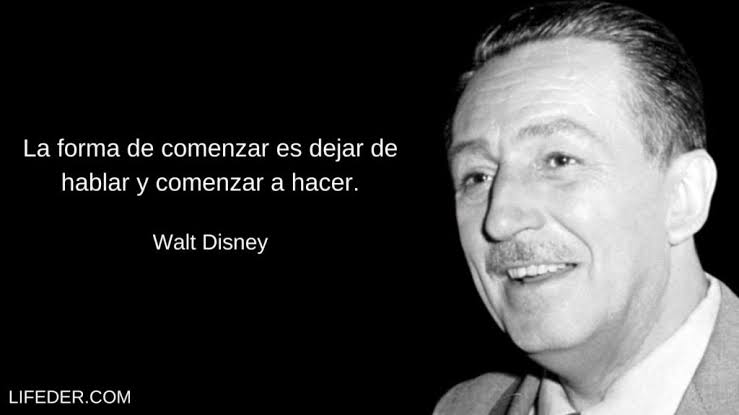 La forma de comenzar es dejar de
hablar y comenzar a hacer.
Walt Disney
LIFEDER.COM